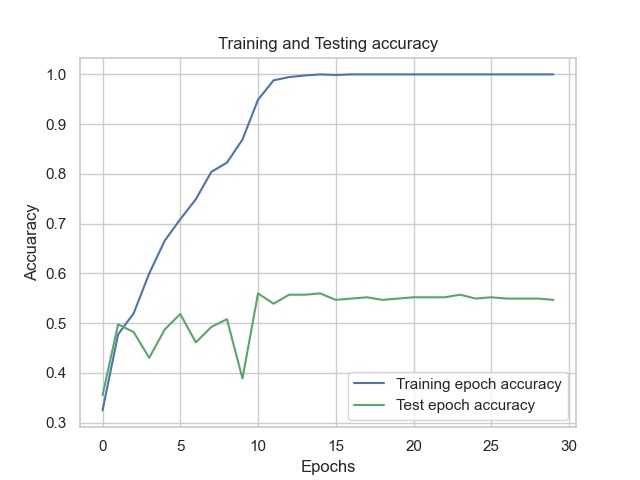 Training and Testing accuracy
Accuaracy
1.0
0.9
0.8
0.7
0.6
0.5
0.4
0.3
Training epoch accuracy
Test epoch accuracy
0 5 10 15 20 25 30
Epochs